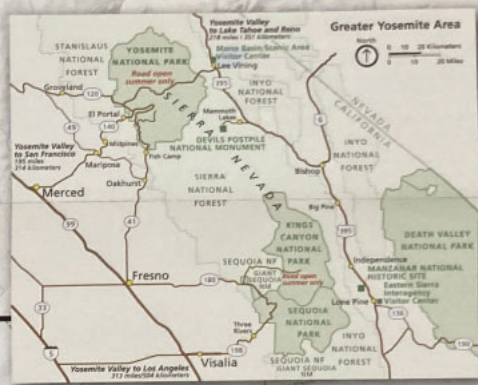 Greater Yosemite Area
North
0 10 20 Kilometers
0 10 20 Miles
Yosemite Valley
to Lake Tahoe and Reno
218 miles / 351 kilometers
Mono Basin Scenic Area
Visitor Center
Lee Vining
STANISLAUS
NATIONAL
FOREST
YOSEMITE
NATIONAL PARK
Road open
summer only
INYO
NATIONAL
FOREST
395
6
NEVADA
CALIFORNIA
Groveland
120
El Portal
140
49
Midpines
Mariposa
Fish Camp
Yosemite Valley
to San Francisco
195 miles
314 kilometers
Mammoth
Lakes
DEVILS POSTPILE
NATIONAL MONUMENT
SIERRA NEVADA
SIERRA
NATIONAL
FOREST
Bishop
INYO
NATIONAL
FOREST
Merced
Oakhurst
41
99
Big Pine
395
KINGS
CANYON
NATIONAL
PARK
DEATH VALLEY
NATIONAL PARK
Independence
MANZANAR NATIONAL
HISTORIC SITE
Eastern Sierra
Interagency
Visitor Center
Lone Pine
136
190
Fresno
180
SEQUOIA NF
GIANT
SEQUOIA
NM
Road open
summer only
SEQUOIA
NATIONAL
PARK
Three
Rivers
33
5
198
Visalia
SEQUOIA NF
GIANT SEQUOIA
NM
INYO
NATIONAL
FOREST
Yosemite Valley to Los Angeles
313 miles/504 kilometers